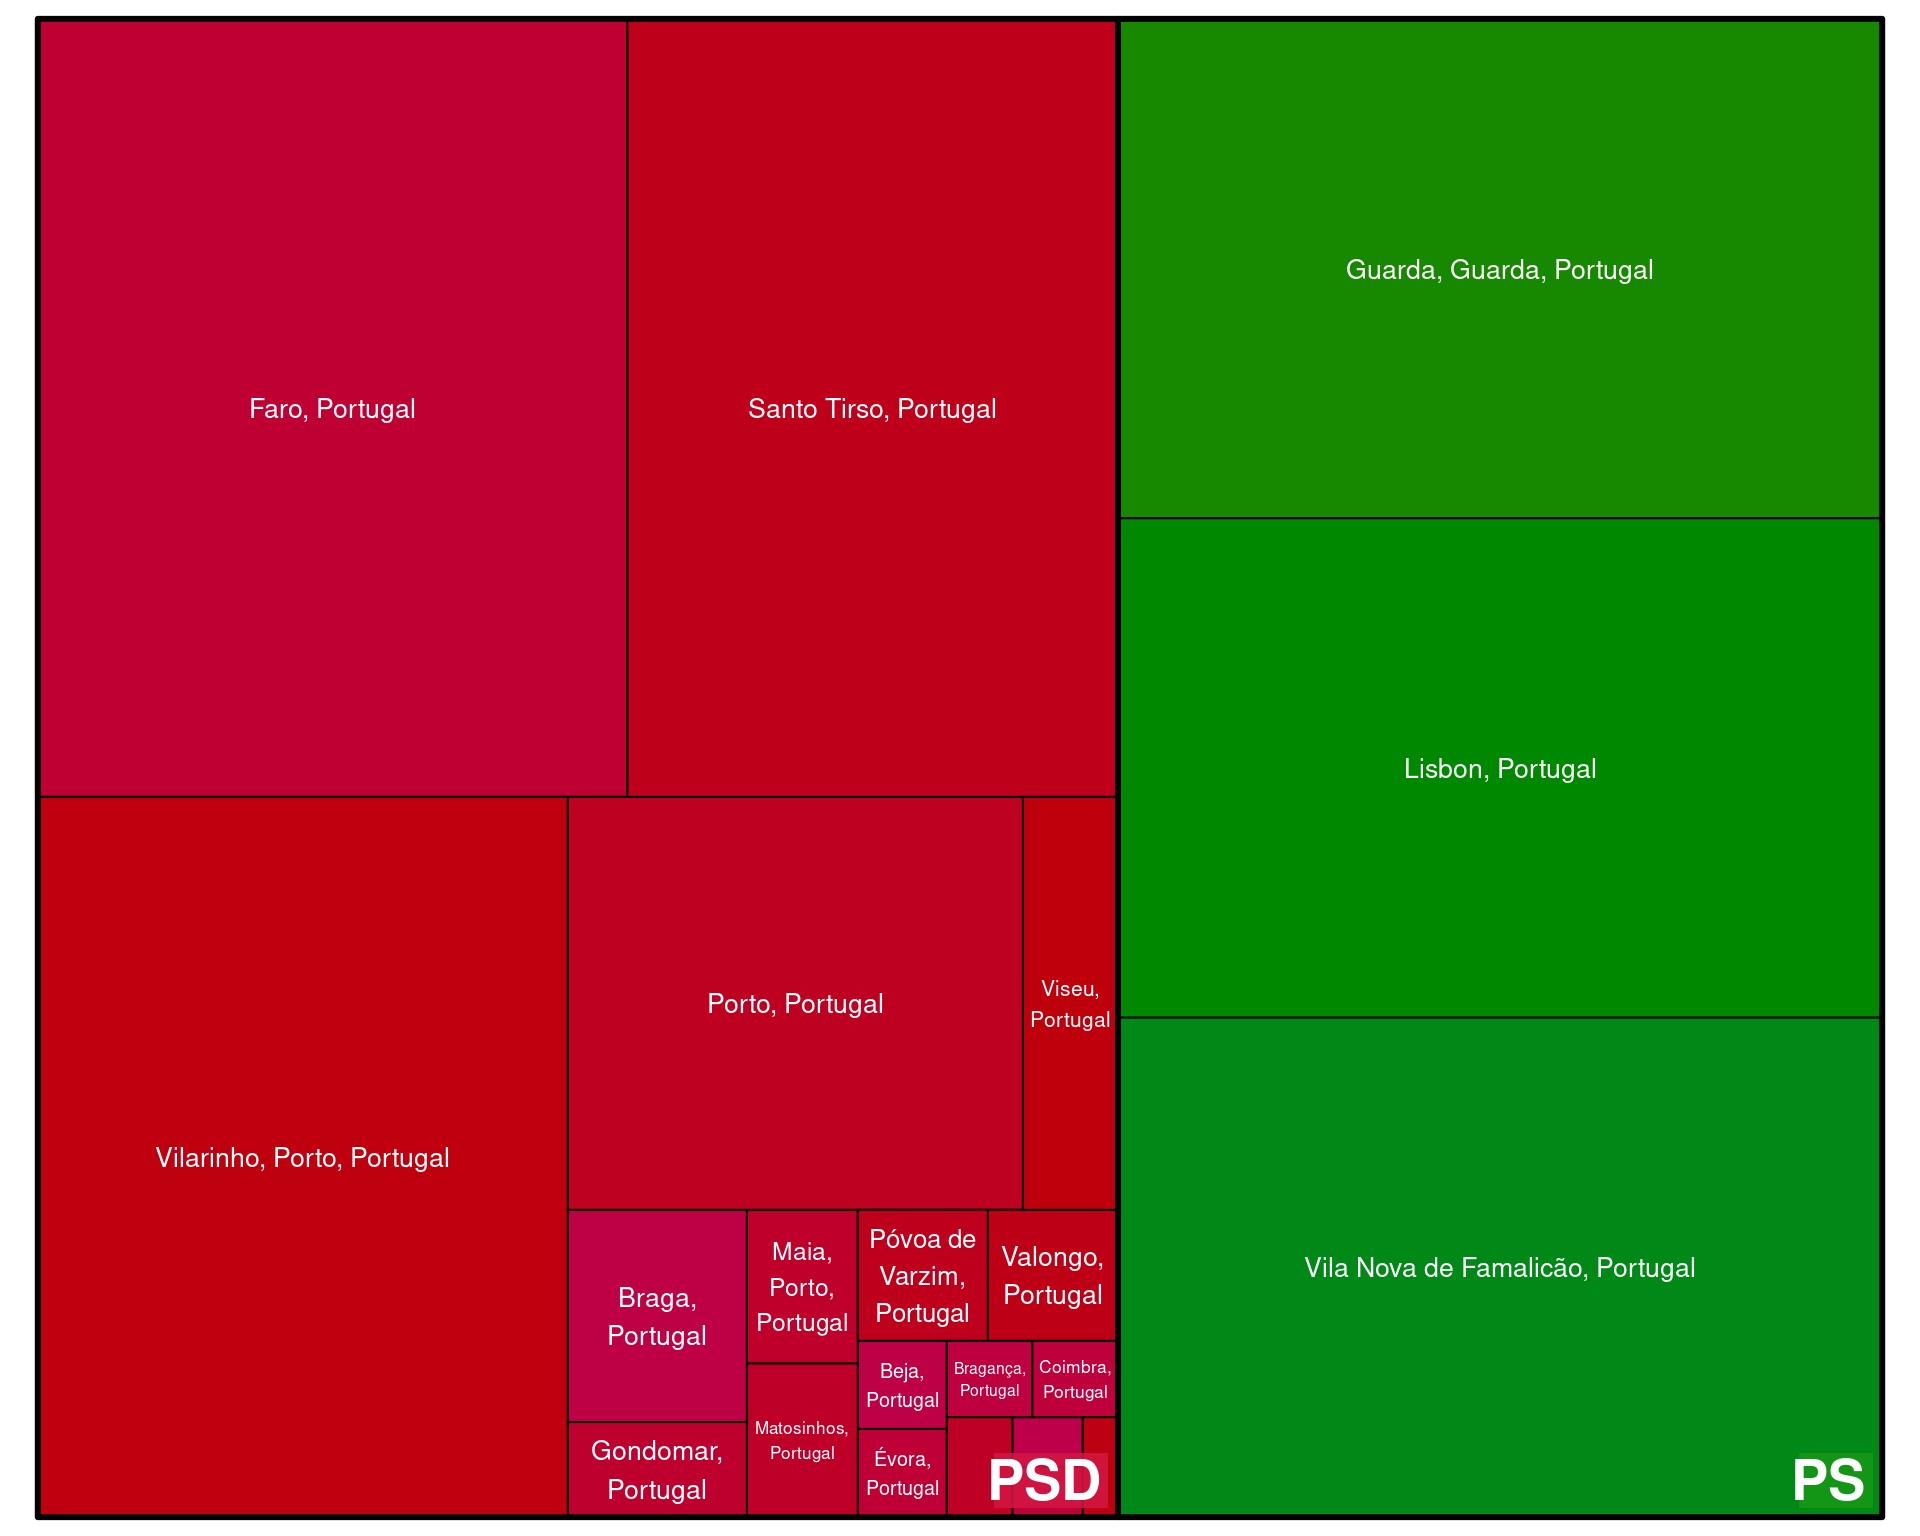 Faro, Portugal
Santo Tirso, Portugal
Guarda, Guarda, Portugal
Lisbon, Portugal
Vilarinho, Porto, Portugal
Porto, Portugal
Viseu,
Portugal
Braga,
Portugal
Maia,
Porto,
Portugal
Póvoa de
Varzim,
Portugal
Valongo,
Portugal
Vila Nova de Famalicão, Portugal
Beja,
Portugal
Bragança,
Portugal
Coimbra,
Portugal
Gondomar,
Portugal
Matosinhos,
Portugal
Évora,
Portugal
PSD
PS